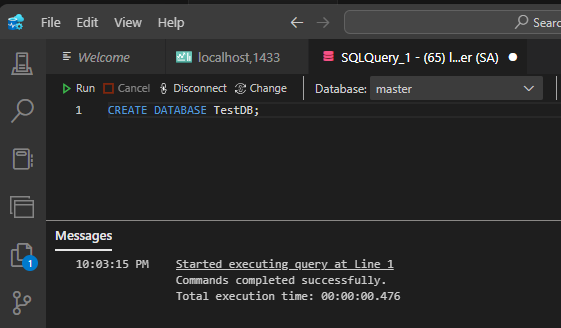 File Edit View Help Searc
Welcome localhost,1433 SQLQuery_1 - (65) l...er (SA)
Run Cancel Disconnect Change Database: master
1 CREATE DATABASE TestDB;
Messages
10:03:15 PM Started executing query at Line 1
Commands completed successfully.
1
Total execution time: 00:00:00.476